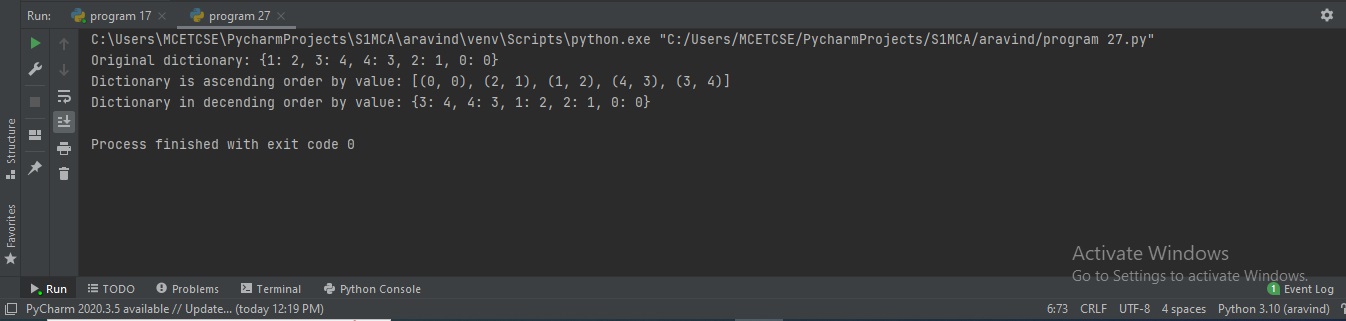 Run: program 17 program 27
C:\Users\MCETCSE\PycharmProjects\S1MCA\aravind\venv\Scripts\python.exe "C:/Users/MCETCSE/PycharmProjects/S1MCA/aravind/program 27.py"
Original dictionary: {1: 2, 3: 4, 4: 3, 2: 1, 0: 0}
Dictionary is ascending order by value: [(0, 0), (2, 1), (1, 2), (4, 3), (3, 4)]
Dictionary in decending order by value: {3: 4, 4: 3, 1: 2, 2: 1, 0: 0}
Process finished with exit code 0
Structure
Favorites
Activate Windows
Go to Settings to activate Windows.
Run TODO Problems Terminal Python Console 1 Event Log
PyCharm 2020.3.5 available // Update... (today 12:19 PM) 6:73 CRLF UTF-8 4 spaces Python 3.10 (aravind)